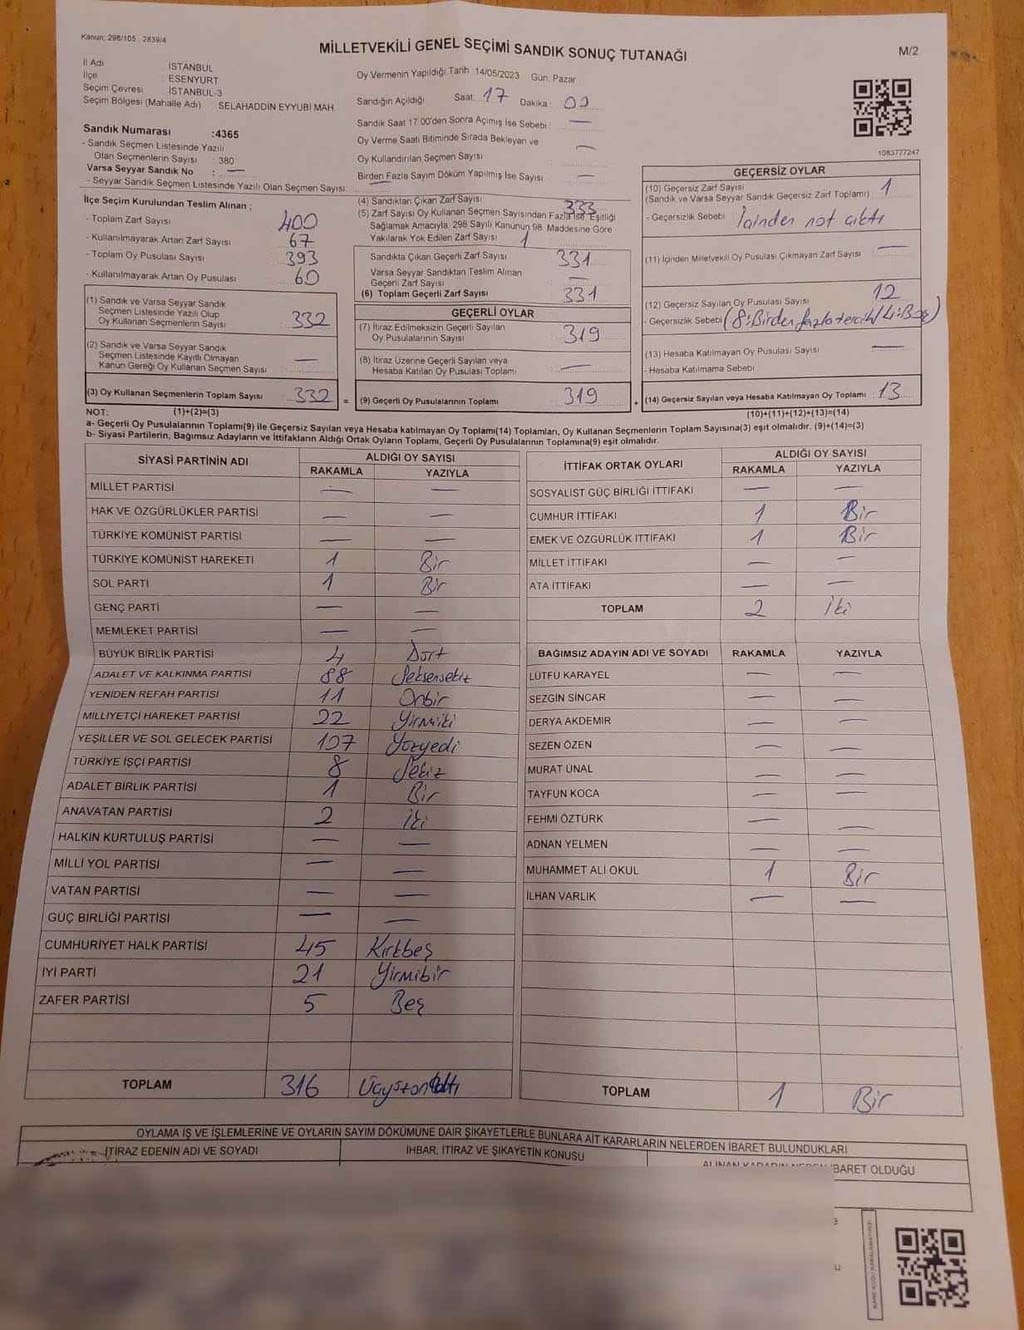 Kanun: 298/105 , 2839/4
MİLLETVEKİLİ GENEL SEÇİMİ SANDIK SONUÇ TUTANAĞI
M/2
İl Adı İSTANBUL
İlçe ESENYURT
Seçim Çevresi İSTANBUL-3
Seçim Bölgesi (Mahalle Adı) : SELAHADDİN EYYUBİ MAH.
Sandık Numarası :4365
- Sandık Seçmen Listesinde Yazılı
Olan Seçmenlerin Sayısı : 380
Varsa Seyyar Sandık No : —
- Seyyar Sandık Seçmen Listesinde Yazılı Olan Seçmen Sayısı: —
Oy Vermenin Yapıldığı Tarih : 14/05/2023 Gün: Pazar
Sandığın Açıldığı Saat: 17 Dakika: 00
Sandık Saat 17:00'den Sonra Açımış İse Sebebi : —
Oy Verme Saati Bitiminde Sırada Bekleyen ve
Oy Kullandırılan Seçmen Sayısı —
Birden Fazla Sayım Döküm Yapılmış İse Sayısı : —
1083777247
İlçe Seçim Kurulundan Teslim Alınan ;
- Toplam Zarf Sayısı : 400
- Kullanılmayarak Artan Zarf Sayısı : 67
- Toplam Oy Pusulası Sayısı : 393
- Kullanılmayarak Artan Oy Pusulası : 60
(1) Sandık ve Varsa Seyyar Sandık
Seçmen Listesinde Yazılı Olup
Oy Kullanan Seçmenlerin Sayısı : 332
(2) Sandık ve Varsa Seyyar Sandık
Seçmen Listesinde Kayıtlı Olmayan
Kanun Gereği Oy Kullanan Seçmen Sayısı : —
(3) Oy Kullanan Seçmenlerin Toplam Sayısı : 332 =
(4) Sandıktan Çıkan Zarf Sayısı : 333
(5) Zarf Sayısı Oy Kullanan Seçmen Sayısından Fazla İse, Eşitliği
Sağlamak Amacıyla, 298 Sayılı Kanunun 98. Maddesine Göre
Yakılarak Yok Edilen Zarf Sayısı : 1
Sandıkta Çıkan Geçerli Zarf Sayısı : 331
Varsa Seyyar Sandıktan Teslim Alınan
Geçerli Zarf Sayısı : —
(6) Toplam Geçerli Zarf Sayısı : 331
GEÇERLİ OYLAR
(7) İtiraz Edilmeksizin Geçerli Sayılan
Oy Pusulalarının Sayısı : 319
(8) İtiraz Üzerine Geçerli Sayılan veya
Hesaba Katılan Oy Pusulası Toplamı : —
(9) Geçerli Oy Pusulalarının Toplamı : 319 +
GEÇERSİZ OYLAR
(10) Geçersiz Zarf Sayısı : 1
(Sandık ve Varsa Seyyar Sandık Geçersiz Zarf Toplamı)
- Geçersizlik Sebebi : İçinden not çıktı
(11) İçinden Milletvekili Oy Pusulası Çıkmayan Zarf Sayısı : —
(12) Geçersiz Sayılan Oy Pusulası Sayısı : 12
- Geçersizlik Sebebi : (8:Birden fazla tercih/4:Boş)
(13) Hesaba Katılmayan Oy Pusulası Sayısı : —
- Hesaba Katılmama Sebebi :
(14) Geçersiz Sayılan veya Hesaba Katılmayan Oy Toplamı : 13
NOT: (1)+(2)=(3) (10)+(11)+(12)+(13)=(14)
a- Geçerli Oy Pusulalarının Toplamı(9) ile Geçersiz Sayılan veya Hesaba katılmayan Oy Toplamı(14) Toplamları, Oy Kullanan Seçmenlerin Toplam Sayısına(3) eşit olmalıdır. (9)+(14)=(3)
b- Siyasi Partilerin, Bağımsız Adayların ve İttifakların Aldığı Ortak Oyların Toplamı, Geçerli Oy Pusulalarının Toplamına(9) eşit olmalıdır.
SİYASİ PARTİNİN ADI ALDIĞI OY SAYISI
RAKAMLA YAZIYLA
MİLLET PARTİSİ — —
HAK VE ÖZGÜRLÜKLER PARTİSİ — —
TÜRKİYE KOMÜNİST PARTİSİ — —
TÜRKİYE KOMÜNİST HAREKETİ 1 Bir
SOL PARTİ 1 Bir
GENÇ PARTİ — —
MEMLEKET PARTİSİ — —
BÜYÜK BİRLİK PARTİSİ 4 Dört
ADALET VE KALKINMA PARTİSİ 88 Seksensekiz
YENİDEN REFAH PARTİSİ 11 Onbir
MİLLİYETÇİ HAREKET PARTİSİ 22 Yirmiiki
YEŞİLLER VE SOL GELECEK PARTİSİ 107 Yüzyedi
TÜRKİYE İŞÇİ PARTİSİ 8 Sekiz
ADALET BİRLİK PARTİSİ 1 Bir
ANAVATAN PARTİSİ 2 iki
HALKIN KURTULUŞ PARTİSİ — —
MİLLİ YOL PARTİSİ — —
VATAN PARTİSİ — —
GÜÇ BİRLİĞİ PARTİSİ — —
CUMHURİYET HALK PARTİSİ 45 Kırkbeş
İYİ PARTİ 21 Yirmibir
ZAFER PARTİSİ 5 Beş
TOPLAM 316 Üçyüzonaltı
İTTİFAK ORTAK OYLARI ALDIĞI OY SAYISI
RAKAMLA YAZIYLA
SOSYALİST GÜÇ BİRLİĞİ İTTİFAKI — —
CUMHUR İTTİFAKI 1 Bir
EMEK VE ÖZGÜRLÜK İTTİFAKI 1 Bir
MİLLET İTTİFAKI — —
ATA İTTİFAKI — —
TOPLAM 2 iki
BAĞIMSIZ ADAYIN ADI VE SOYADI RAKAMLA YAZIYLA
LÜTFÜ KARAYEL — —
SEZGİN SİNCAR — —
DERYA AKDEMİR — —
SEZEN ÖZEN — —
MURAT ÜNAL — —
TAYFUN KOCA — —
FEHMİ ÖZTÜRK — —
ADNAN YELMEN — —
MUHAMMET ALİ OKUL 1 Bir
İLHAN VARLIK — —
TOPLAM 1 Bir
OYLAMA İŞ VE İŞLEMLERİNE VE OYLARIN SAYIM DÖKÜMÜNE DAİR ŞİKAYETLERLE BUNLARA AİT KARARLARIN NELERDEN İBARET BULUNDUKLARI
İTİRAZ EDENİN ADI VE SOYADI İHBAR, İTİRAZ VE ŞİKAYETİN KONUSU ALINAN KARARIN NEDEN İBARET OLDUĞU